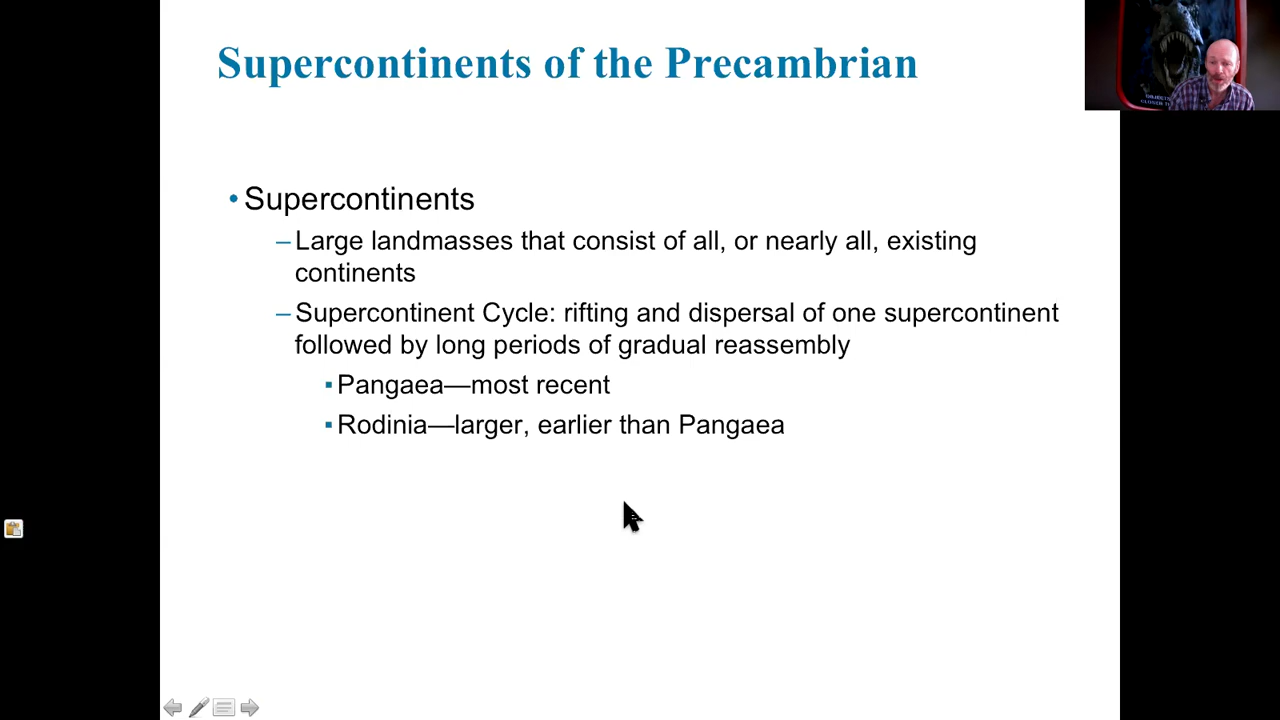 Supercontinents of the Precambrian
• Supercontinents
–Large landmasses that consist of all, or nearly all, existing
continents
–Supercontinent Cycle: rifting and dispersal of one supercontinent
followed by long periods of gradual reassembly
▪Pangaea—most recent
▪Rodinia—larger, earlier than Pangaea